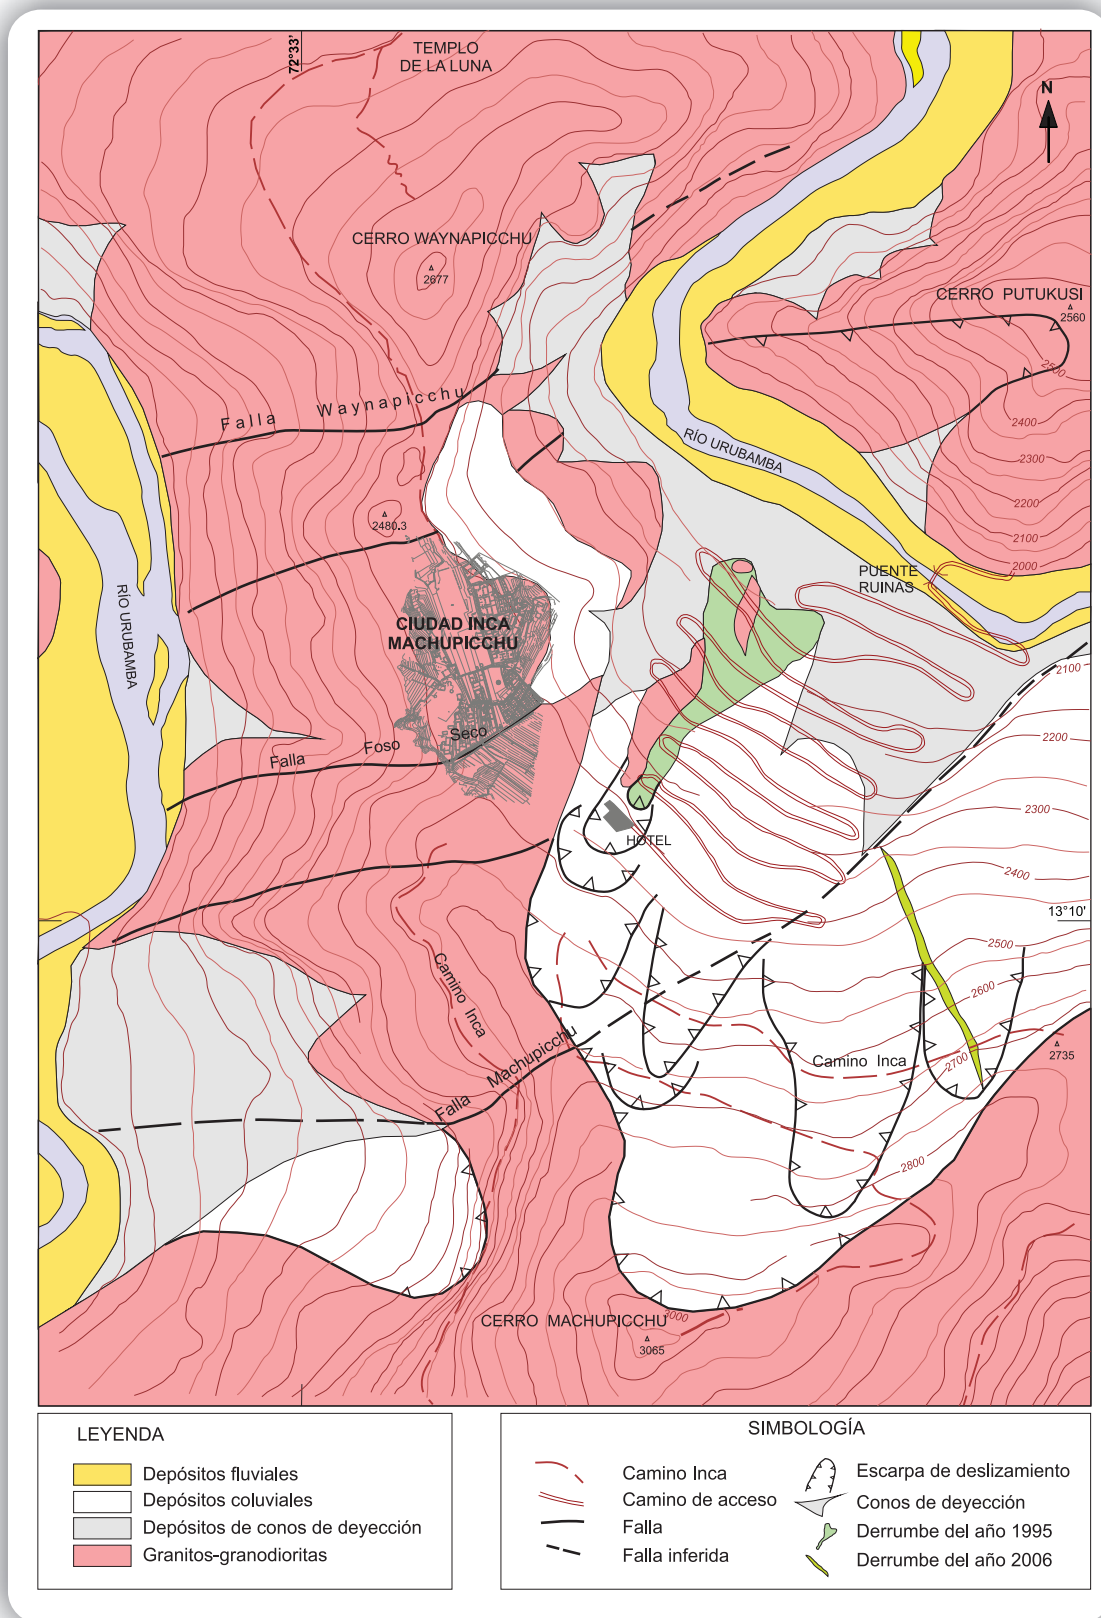 72°33'
TEMPLO
DE LA LUNA
N
CERRO WAYNAPICCHU
2677
CERRO PUTUKUSI
2560
2500
2400
2300
2200
2100
2000
Falla Waynapicchu
RÍO URUBAMBA
2480.3
PUENTE
RUINAS
RÍO URUBAMBA
CIUDAD INCA
MACHUPICCHU
2100
2200
Falla Foso Seco
2300
HOTEL
2400
13°10'
2500
2600
Camino Inca
2700
2735
Camino Inca
Falla Machupicchu
2800
3000
CERRO MACHUPICCHU
3065
LEYENDA
Depósitos fluviales
Depósitos coluviales
Depósitos de conos de deyección
Granitos-granodioritas
SIMBOLOGÍA
Camino Inca
Camino de acceso
Falla
Falla inferida
Escarpa de deslizamiento
Conos de deyección
Derrumbe del año 1995
Derrumbe del año 2006